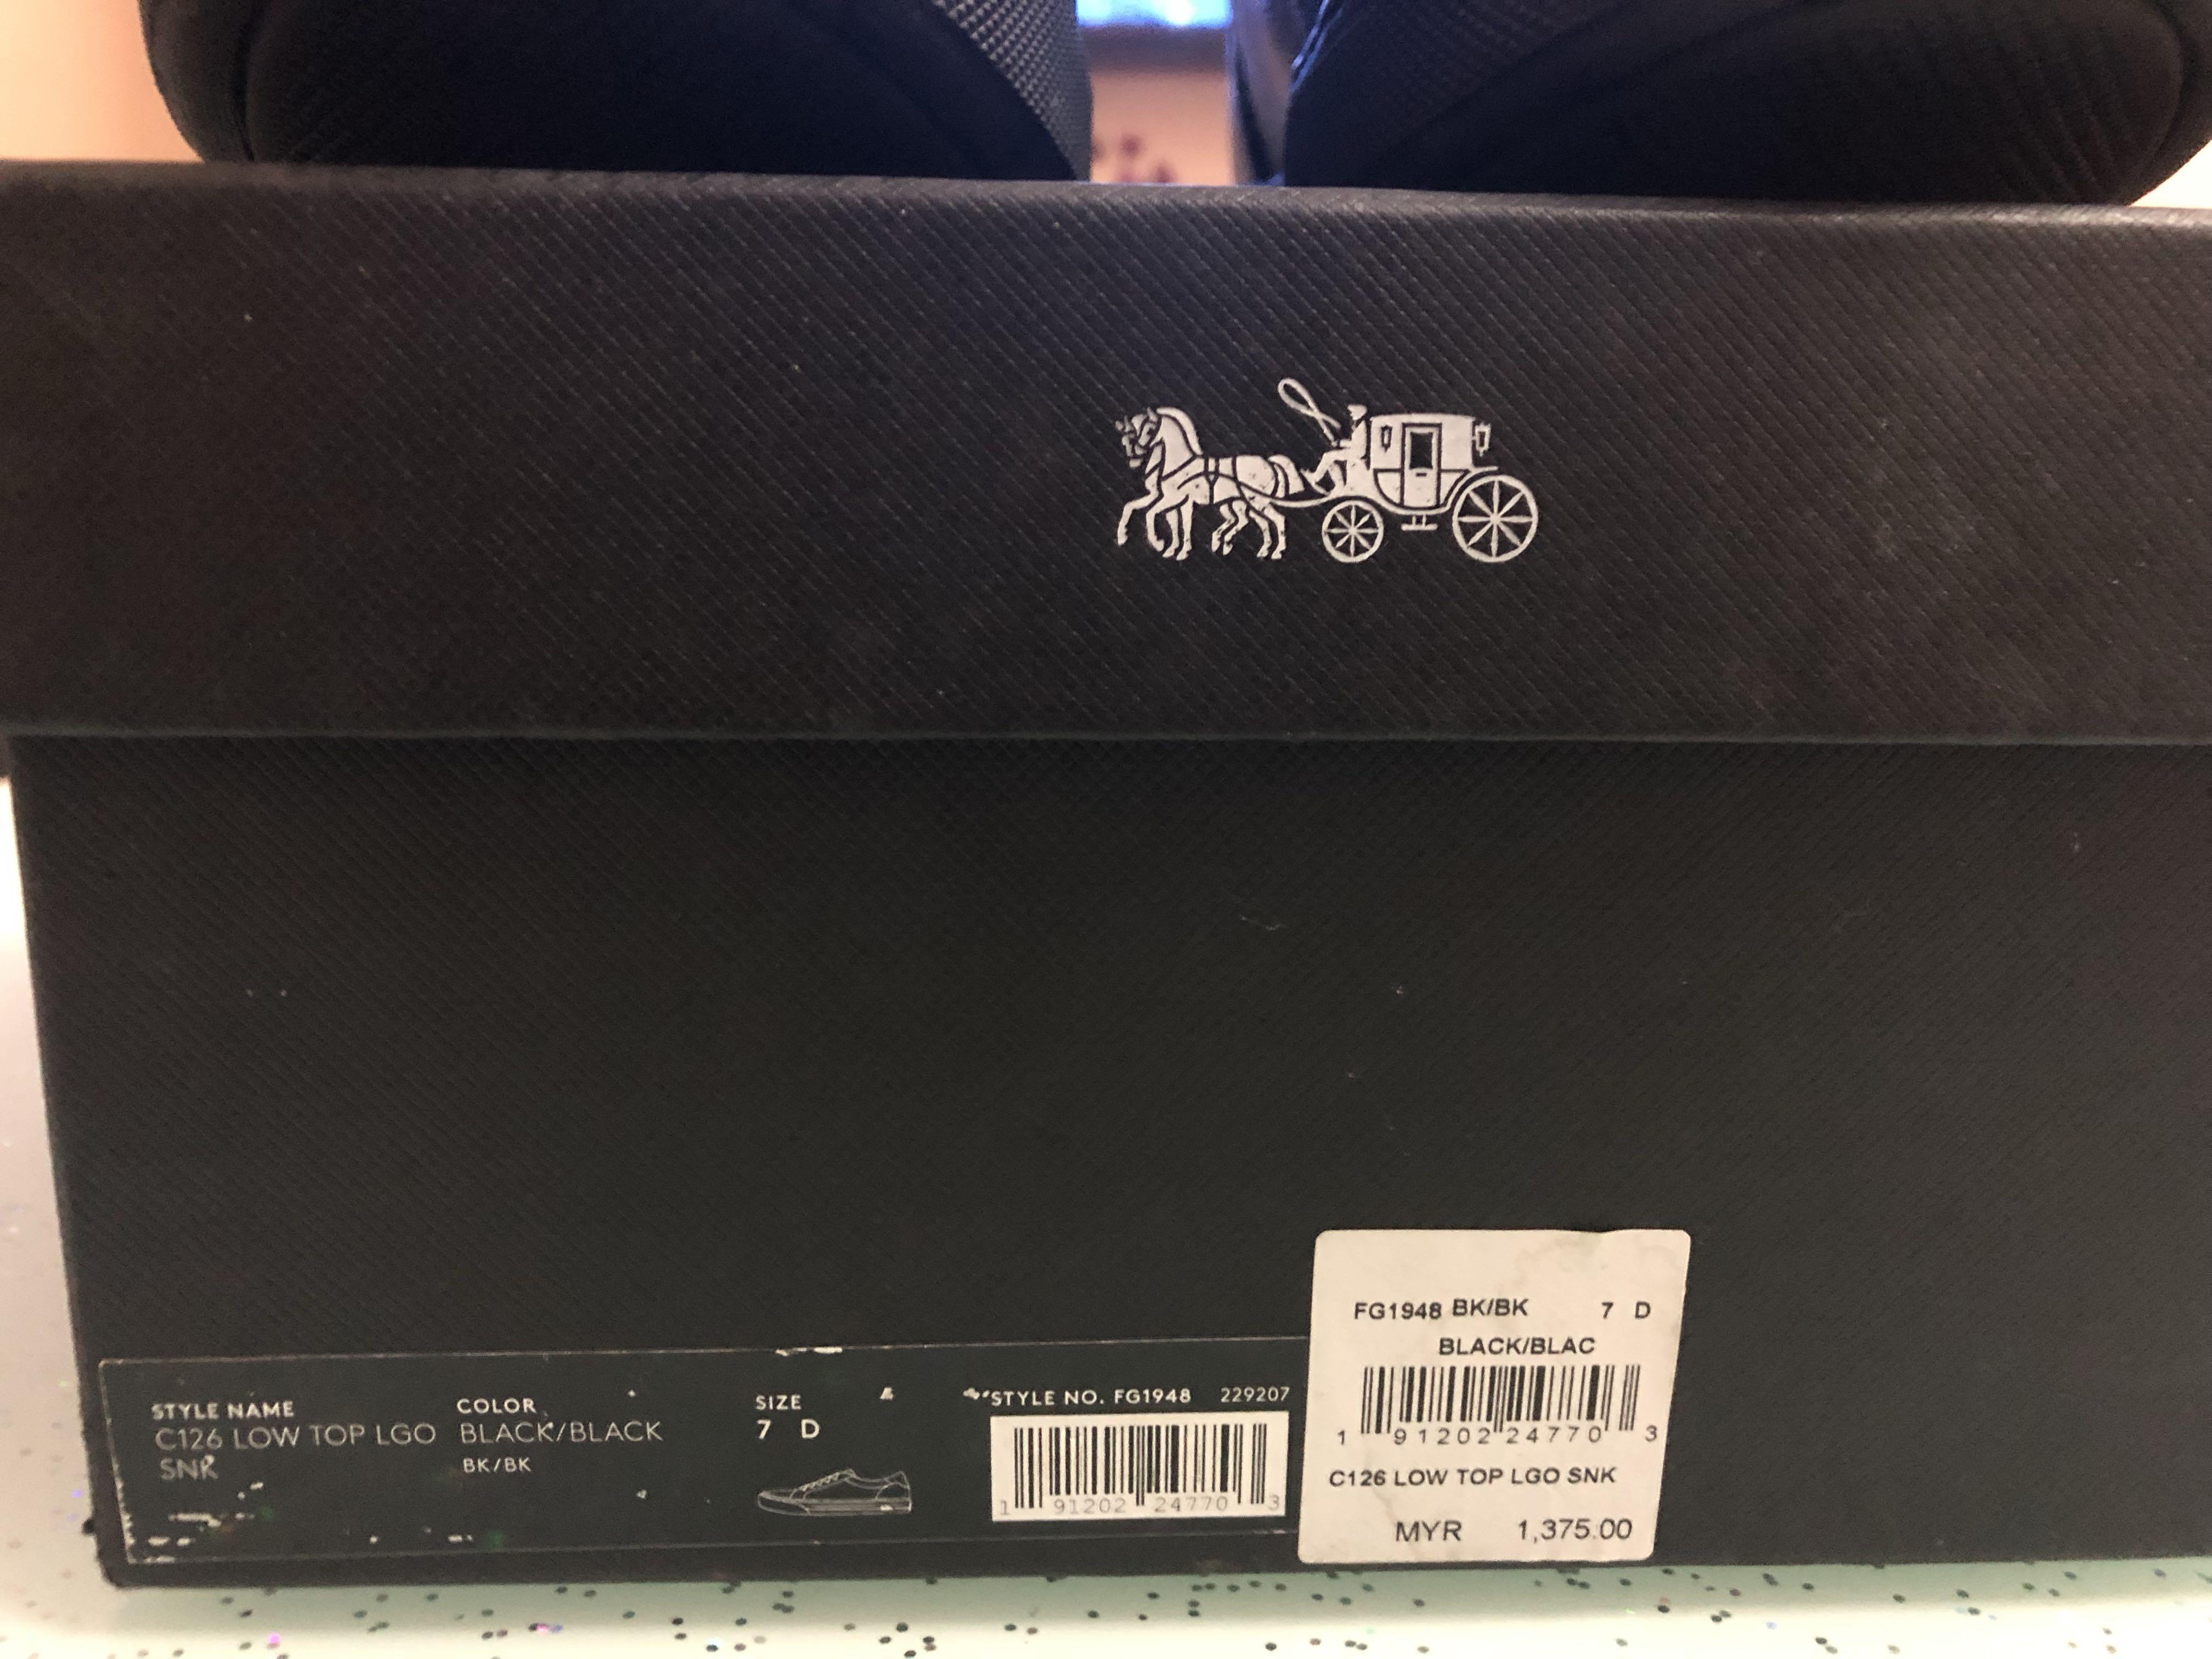 STYLE NAME
C126 LOW TOP LGO
SNK
COLOR
BLACK/BLACK
BK/BK
SIZE
7 D
STYLE NO. FG1948 229207
1 91202 24770 3
FG1948 BK/BK 7 D
BLACK/BLAC
1 91202 24770 3
C126 LOW TOP LGO SNK
MYR 1,375.00